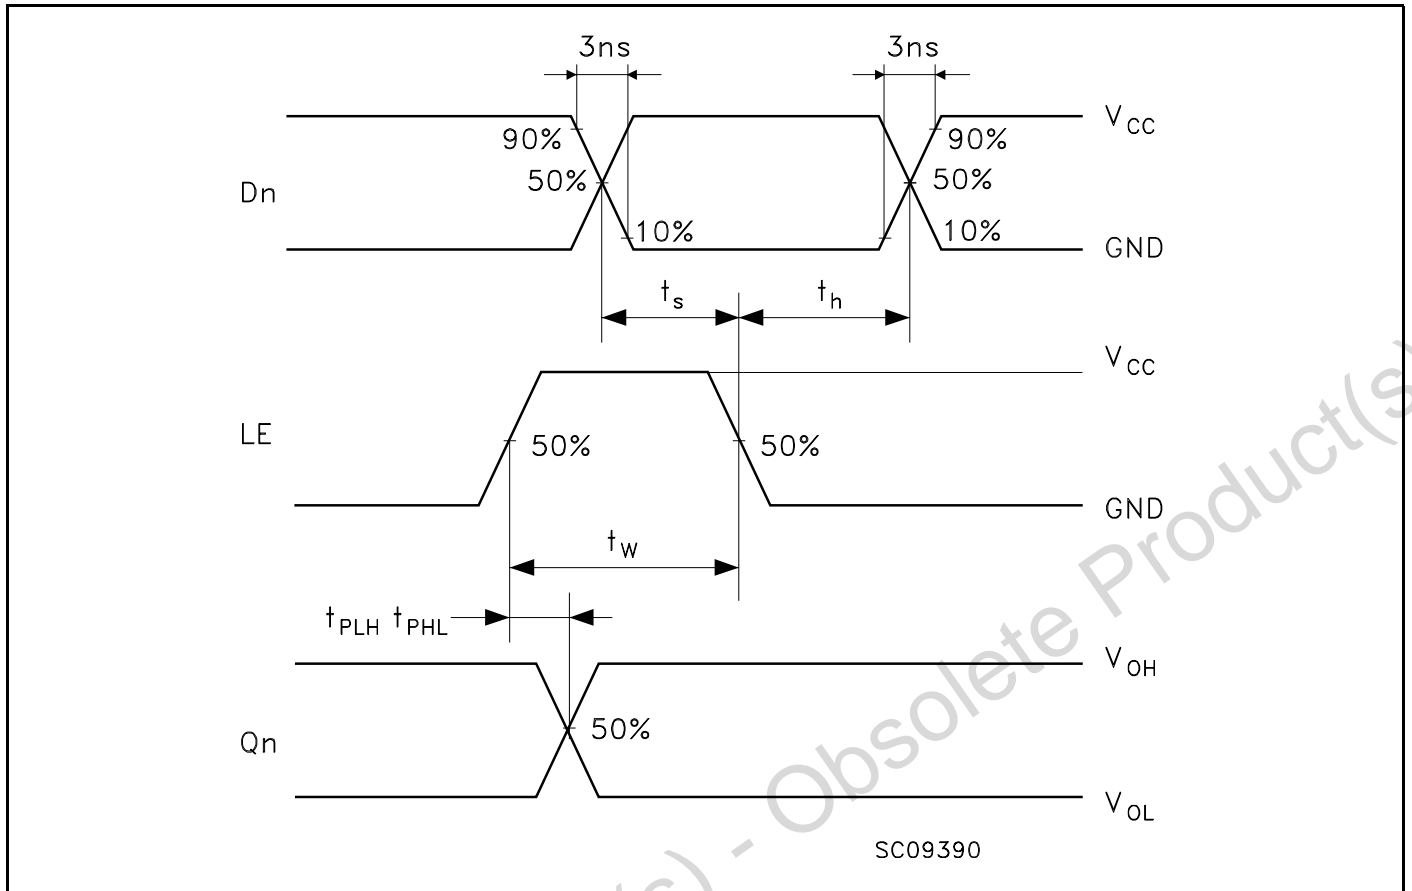 3ns 3ns
VCC
90% 90%
50% 50%
Dn
10% 10%
GND
ts th
VCC
LE
50% 50%
GND
tW
tPLH tPHL
VOH
50%
Qn
VOL
SC09390
(s) - Obsolete Product(s)